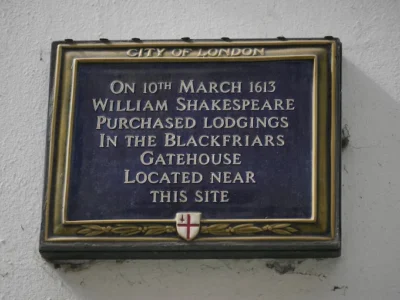 CITY OF LONDON
ON 10TH MARCH 1613
WILLIAM SHAKESPEARE
PURCHASED LODGINGS
IN THE BLACKFRIARS
GATEHOUSE
LOCATED NEAR
THIS SITE